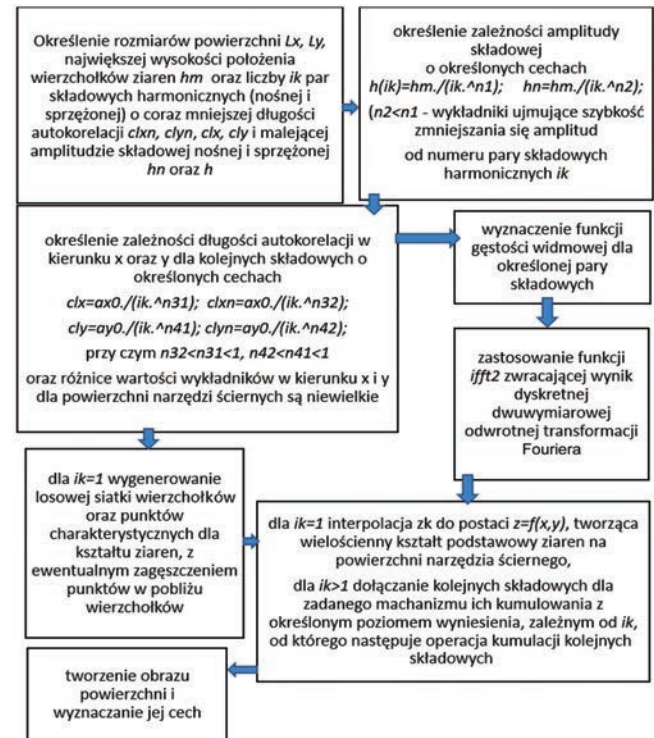 Określenie rozmiarów powierzchni Lx, Ly,
największej wysokości położenia
wierzchołków ziaren hm oraz liczby ik par
składowych harmonicznych (nośnej i
sprzężonej) o coraz mniejszej długości
autokorelacji clxn, clyn, clx, cly i malejącej
amplitudzie składowej nośnej i sprzężonej
hn oraz h
określenie zależności amplitudy
składowej
o określonych cechach
h(ik)=hm./(ik.^n1); hn=hm./(ik.^n2);
(n2<n1 - wykładniki ujmujące szybkość
zmniejszania się amplitud
od numeru pary składowych
harmonicznych ik
określenie zależności długości autokorelacji w
kierunku x oraz y dla kolejnych składowych o
określonych cechach
clx=ax0./(ik.^n31); clxn=ax0./(ik.^n32);
cly=ay0./(ik.^n41); clyn=ay0./(ik.^n42);
przy czym n32<n31<1, n42<n41<1
oraz różnice wartości wykładników w kierunku x i y
dla powierzchni narzędzi ściernych są niewielkie
wyznaczenie funkcji
gęstości widmowej dla
określonej pary
składowych
zastosowanie funkcji
ifft2 zwracającej wynik
dyskretnej
dwuwymiarowej
odwrotnej transformacji
Fouriera
dla ik=1 wygenerowanie
losowej siatki wierzchołków
oraz punktów
charakterystycznych dla
kształtu ziaren, z
ewentualnym zagęszczeniem
punktów w pobliżu
wierzchołków
dla ik=1 interpolacja zk do postaci z=f(x,y), tworząca
wielościenny kształt podstawowy ziaren na
powierzchni narzędzia ściernego,
dla ik>1 dołączanie kolejnych składowych dla
zadanego machanizmu ich kumulowania z
określonym poziomem wyniesienia, zależnym od ik,
od którego następuje operacja kumulacji kolejnych
składowych
tworzenie obrazu
powierzchni i
wyznaczanie jej cech